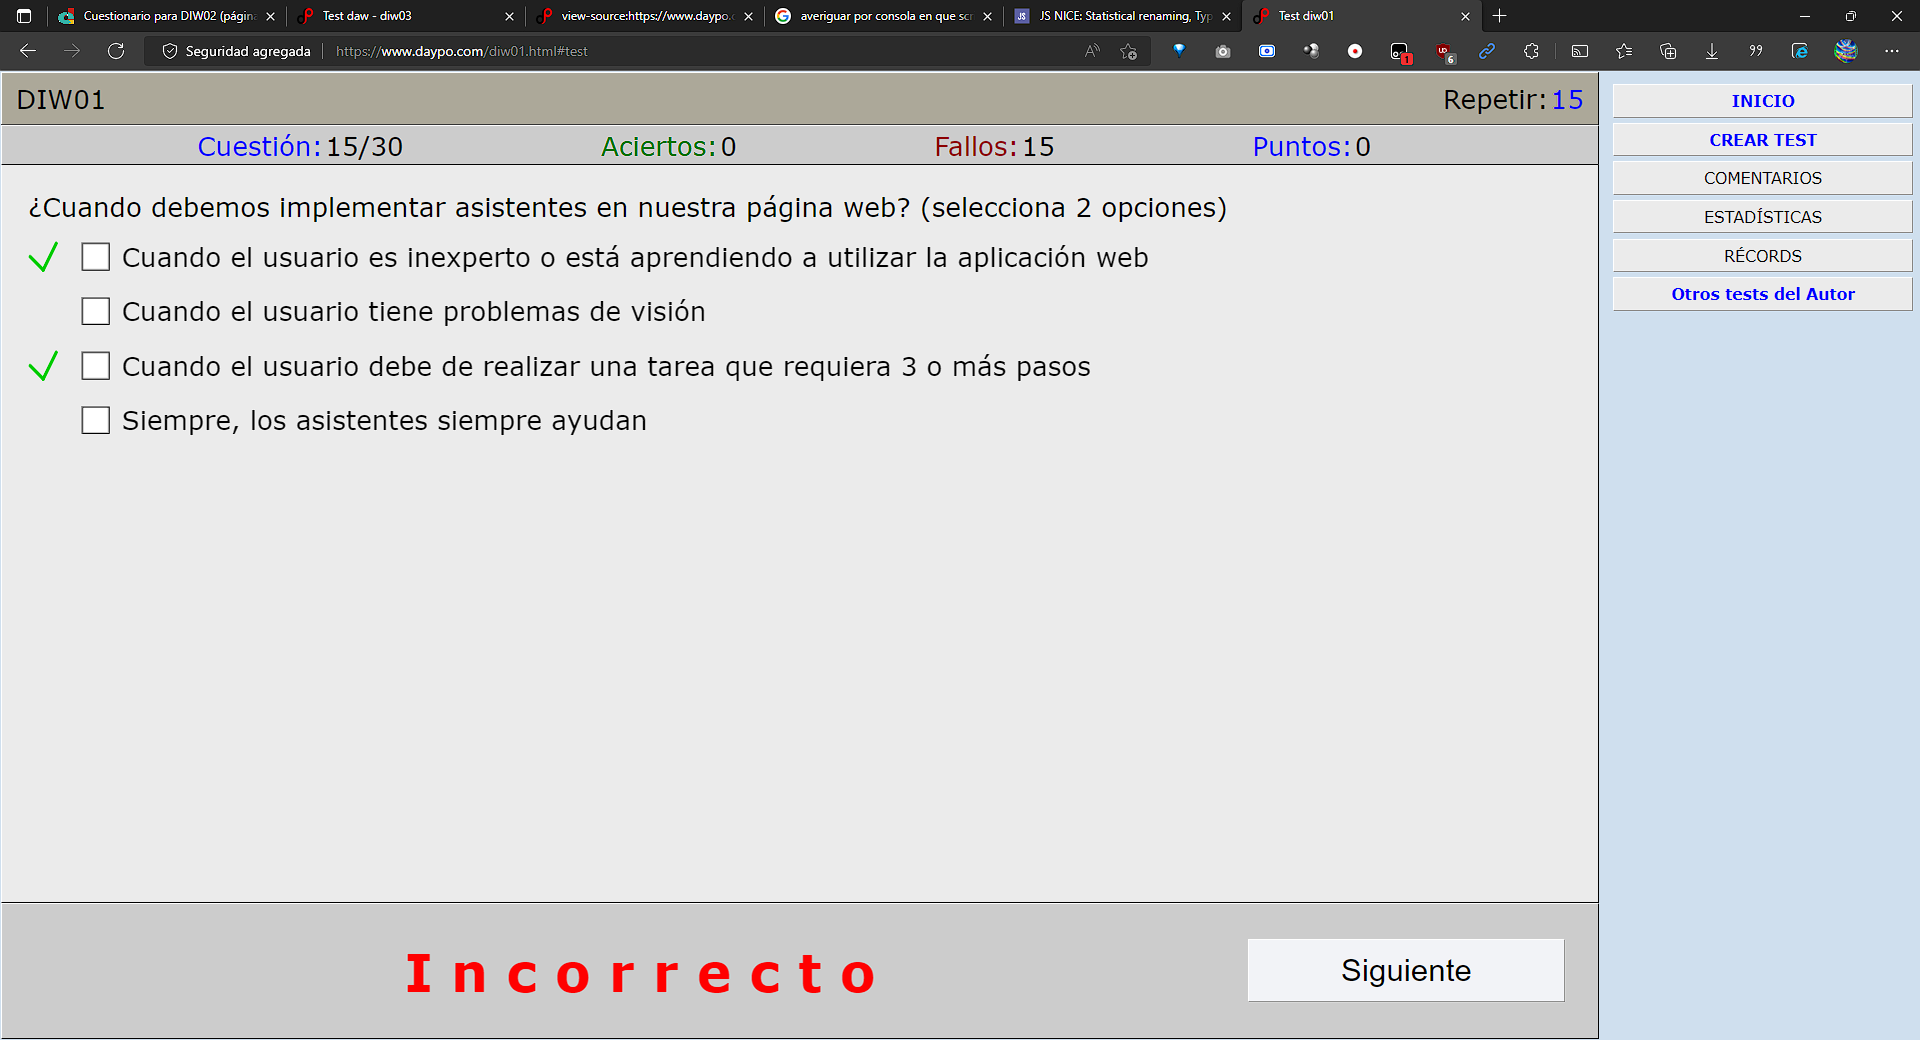 Cuestionario para DIW02 (págin
Test daw - diw03
view-source:https://www.daypo.
averiguar por consola en que scr
JS NICE: Statistical renaming, Typ
Test diw01
Seguridad agregada
https://www.daypo.com/diw01.html#test
1
6
DIW01
Repetir: 15
Cuestión: 15/30
Aciertos: 0
Fallos: 15
Puntos: 0
¿Cuando debemos implementar asistentes en nuestra página web? (selecciona 2 opciones)
Cuando el usuario es inexperto o está aprendiendo a utilizar la aplicación web
Cuando el usuario tiene problemas de visión
Cuando el usuario debe de realizar una tarea que requiera 3 o más pasos
Siempre, los asistentes siempre ayudan
Incorrecto
Siguiente
INICIO
CREAR TEST
COMENTARIOS
ESTADÍSTICAS
RÉCORDS
Otros tests del Autor